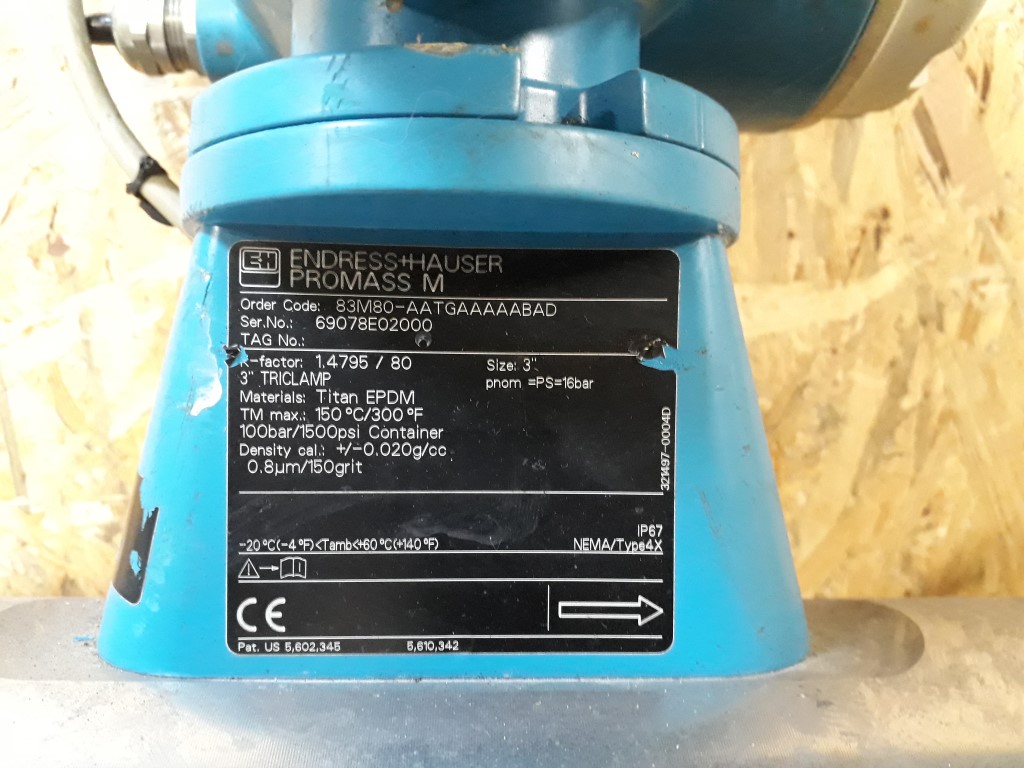 E+H
ENDRESS+HAUSER
PROMASS M
Order Code: 83M80-AATGAAAAABAD
Ser.No.: 69078E02000
TAG No.:
K-factor: 1.4795 / 80
Size: 3"
3" TRICLAMP
pnom =PS=16bar
Materials: Titan EPDM
TM max.: 150 °C/300 °F
100bar/1500psi Container
Density cal.: +/-0.020g/cc
0.8µm/150grit
321497-0004D
IP67
-20 °C(-4 °F)<Tamb<+60 °C(+140 °F)
NEMA/Type4X
CE
Pat. US 5,602,345 5,610,342